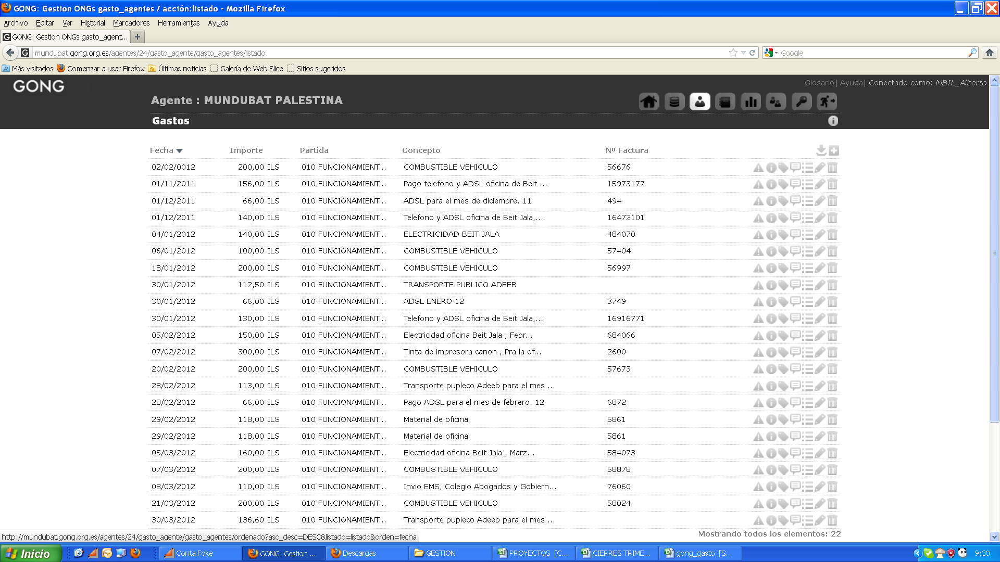 GONG: Gestion ONGs gasto_agentes / acción:listado - Mozilla Firefox
Archivo Editar Ver Historial Marcadores Herramientas Ayuda
GONG: Gestion ONGs gasto_agent... +
mundubat.gong.org.es/agentes/24/gasto_agente/gasto_agentes/listado Google
Más visitados Comenzar a usar Firefox Últimas noticias Galería de Web Slice Sitios sugeridos
GONG
Glosario| Ayuda| Conectado como: MBIL_Alberto
Agente : MUNDUBAT PALESTINA
Gastos
Fecha Importe Partida Concepto Nº Factura
02/02/0012 200,00 ILS 010 FUNCIONAMIENT... COMBUSTIBLE VEHICULO 56676
01/11/2011 156,00 ILS 010 FUNCIONAMIENT... Pago telefono y ADSL oficina de Beit ... 15973177
01/12/2011 66,00 ILS 010 FUNCIONAMIENT... ADSL para el mes de diciembre. 11 494
01/12/2011 140,00 ILS 010 FUNCIONAMIENT... Telefono y ADSL oficina de Beit Jala,... 16472101
04/01/2012 140,00 ILS 010 FUNCIONAMIENT... ELECTRICIDAD BEIT JALA 484070
06/01/2012 100,00 ILS 010 FUNCIONAMIENT... COMBUSTIBLE VEHICULO 57404
18/01/2012 200,00 ILS 010 FUNCIONAMIENT... COMBUSTIBLE VEHICULO 56997
30/01/2012 112,50 ILS 010 FUNCIONAMIENT... TRANSPORTE PUBLICO ADEEB
30/01/2012 66,00 ILS 010 FUNCIONAMIENT... ADSL ENERO 12 3749
30/01/2012 130,00 ILS 010 FUNCIONAMIENT... Telefono y ADSL oficina de Beit Jala,... 16916771
05/02/2012 150,00 ILS 010 FUNCIONAMIENT... Electricidad oficina Beit Jala , Febr... 684066
07/02/2012 300,00 ILS 010 FUNCIONAMIENT... Tinta de impresora canon , Pra la of... 2600
20/02/2012 200,00 ILS 010 FUNCIONAMIENT... COMBUSTIBLE VEHICULO 57673
28/02/2012 113,00 ILS 010 FUNCIONAMIENT... Transporte pupleco Adeeb para el mes ...
28/02/2012 66,00 ILS 010 FUNCIONAMIENT... Pago ADSL para el mes de febrero. 12 6872
29/02/2012 118,00 ILS 010 FUNCIONAMIENT... Material de oficina 5861
29/02/2012 118,00 ILS 010 FUNCIONAMIENT... Material de oficina 5861
05/03/2012 160,00 ILS 010 FUNCIONAMIENT... Electricidad oficina Beit Jala , Marz... 584073
07/03/2012 200,00 ILS 010 FUNCIONAMIENT... COMBUSTIBLE VEHICULO 58878
08/03/2012 110,00 ILS 010 FUNCIONAMIENT... Invio EMS, Colegio Abogados y Gobiern... 76060
21/03/2012 200,00 ILS 010 FUNCIONAMIENT... COMBUSTIBLE VEHICULO 58024
30/03/2012 136,60 ILS 010 FUNCIONAMIENT... Transporte pupleco Adeeb para el mes ...
Mostrando todos los elementos: 22
http://mundubat.gong.org.es/agentes/24/gasto_agente/gasto_agentes/ordenado?asc_desc=DESC&listado=listado&orden=fecha
Inicio Conta Foke GONG: Gestion ... Descargas GESTION PROYECTOS [C... CIERRES TRIME... gong_gasto [S... 9:30